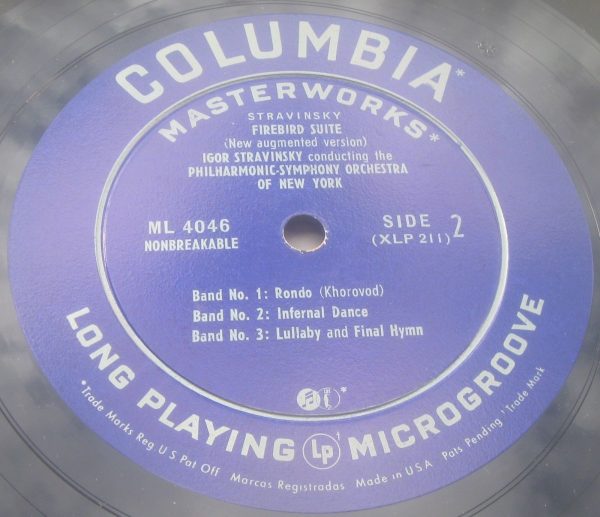 COLUMBIA*
MASTERWORKS*
STRAVINSKY
FIREBIRD SUITE
(New augmented version)
IGOR STRAVINSKY conducting the
PHILHARMONIC-SYMPHONY ORCHESTRA
OF NEW YORK
ML 4046
NONBREAKABLE
SIDE 2
(XLP 211)
Band No. 1: Rondo (Khorovod)
Band No. 2: Infernal Dance
Band No. 3: Lullaby and Final Hymn
LONG PLAYING LP MICROGROOVE
*Trade Marks Reg U S Pat Off Marcas Registradas Made in U.S.A Pats Pending 'Trade Mark